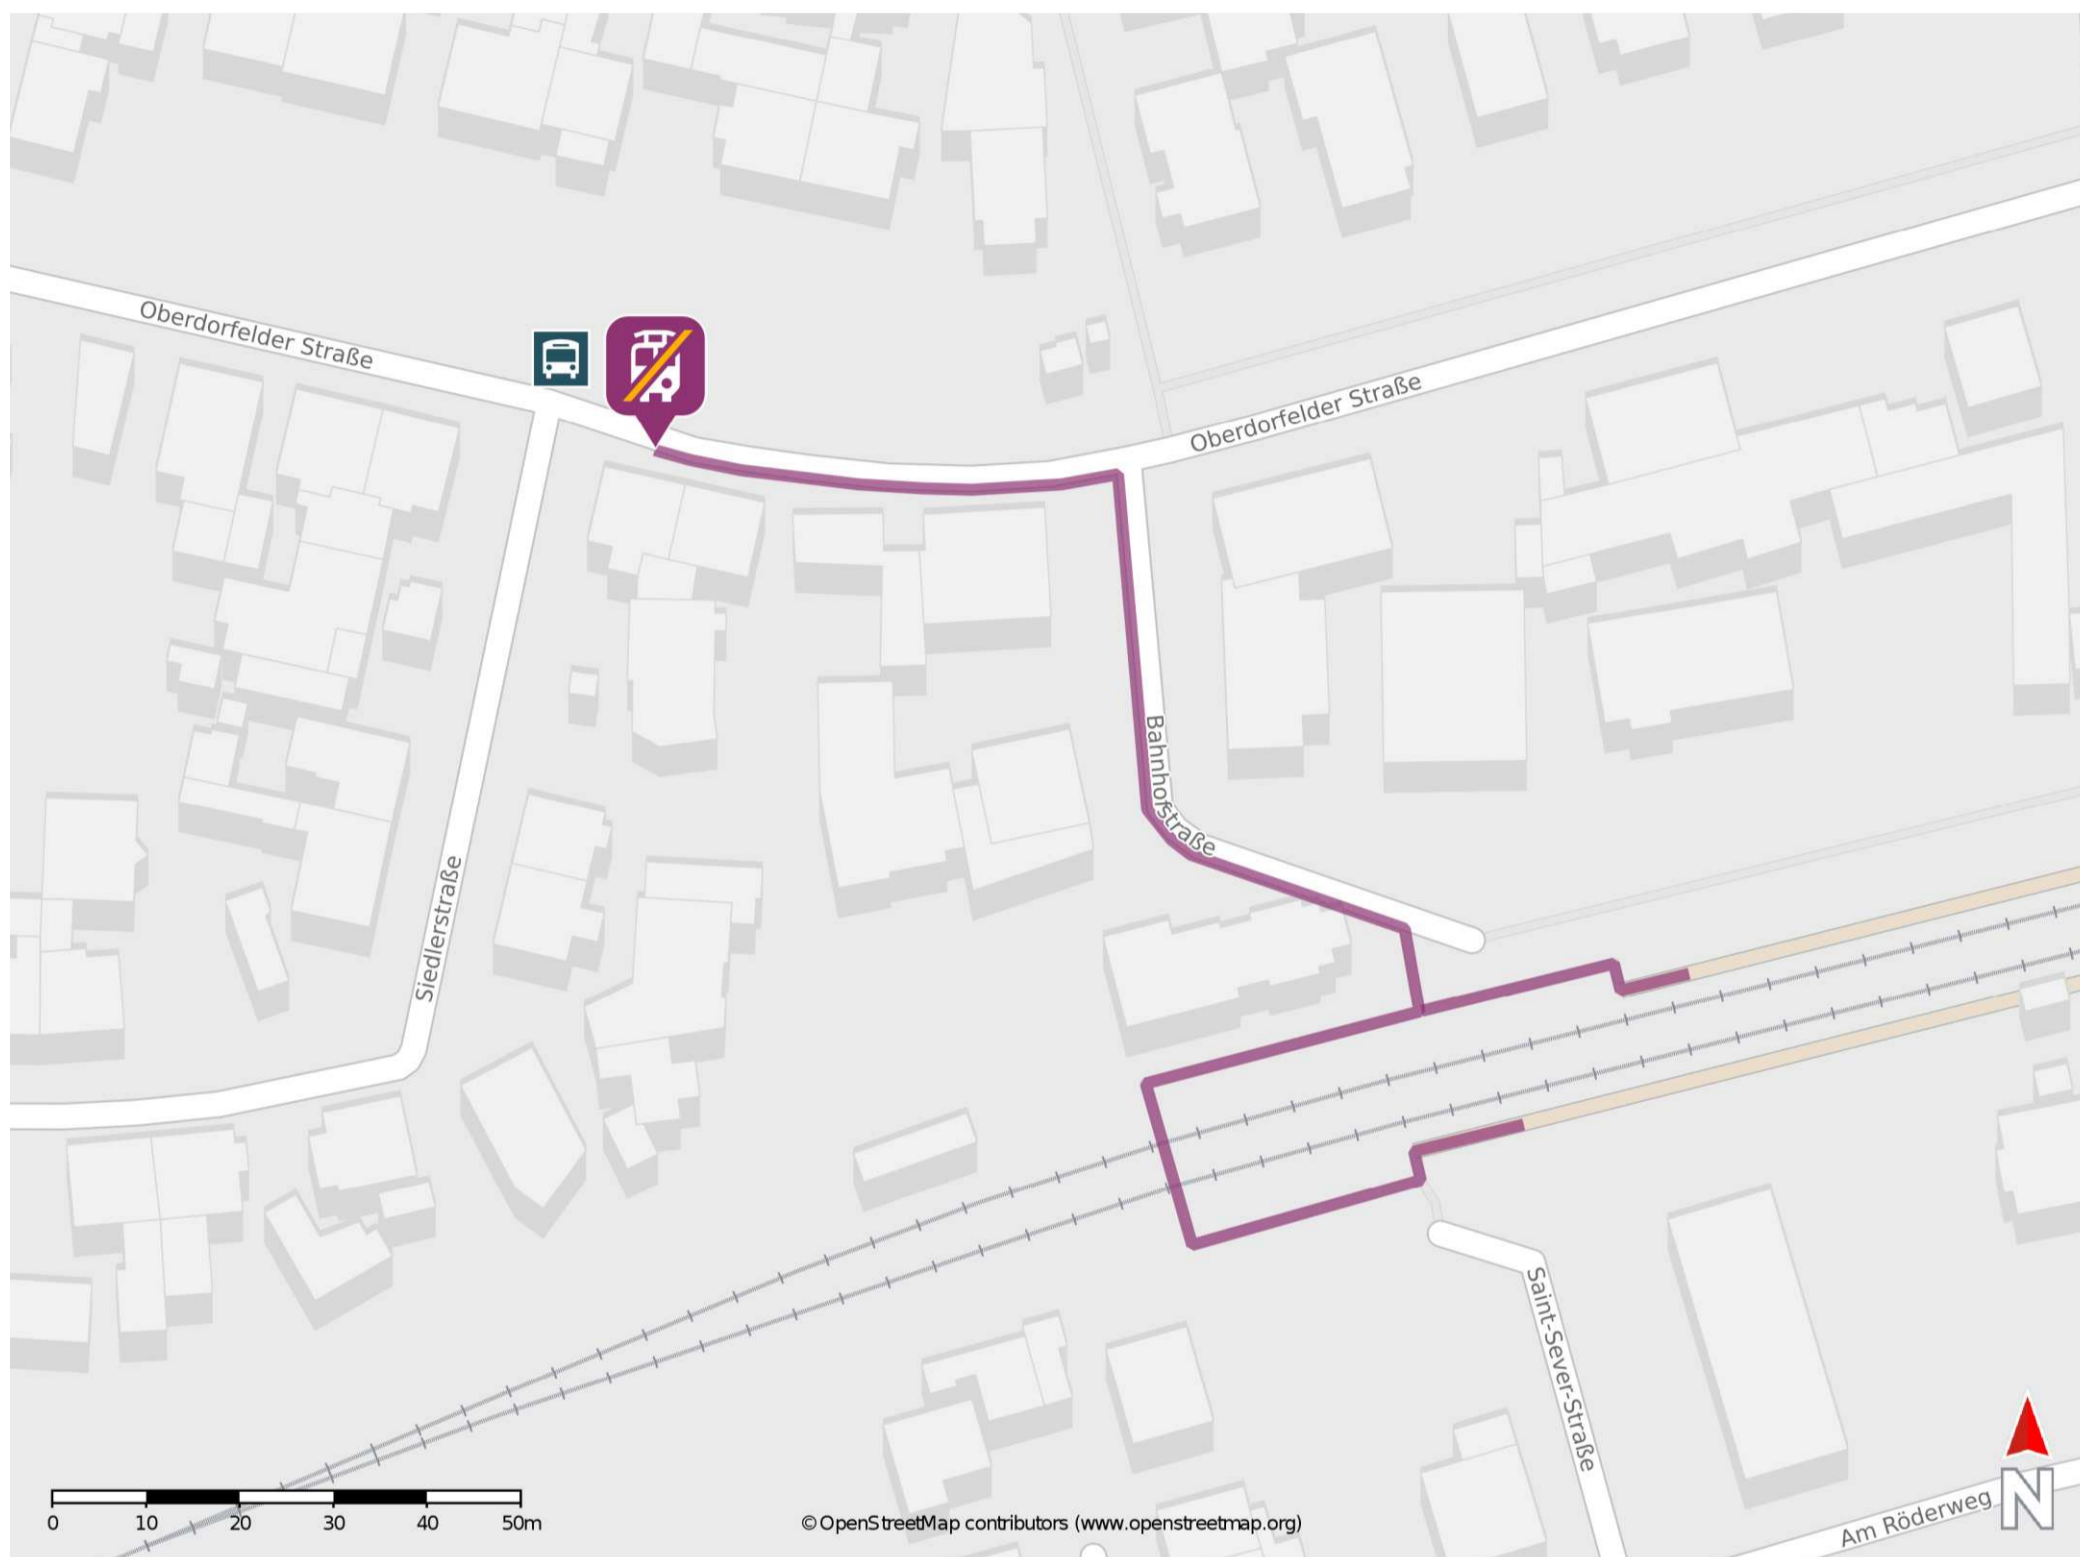 Oberdorfelder Straße
Oberdorfelder Straße
Bahnhofstraße
Siedlerstraße
Saint-Sever-Straße
Am Röderweg
N
0 10 20 30 40 50m
© OpenStreetMap contributors (www.openstreetmap.org)